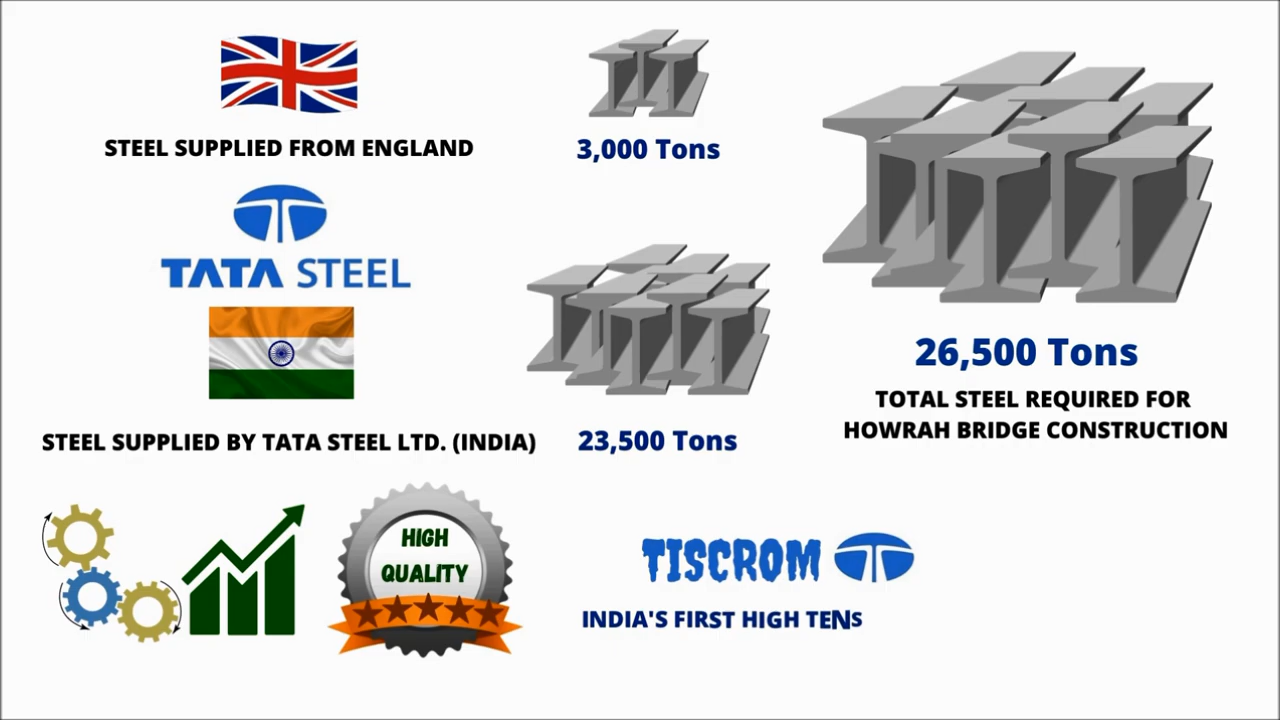 STEEL SUPPLIED FROM ENGLAND
3,000 Tons
TATA STEEL
STEEL SUPPLIED BY TATA STEEL LTD. (INDIA)
23,500 Tons
26,500 Tons
TOTAL STEEL REQUIRED FOR
HOWRAH BRIDGE CONSTRUCTION
HIGH
QUALITY
TISCROM
INDIA'S FIRST HIGH TENs